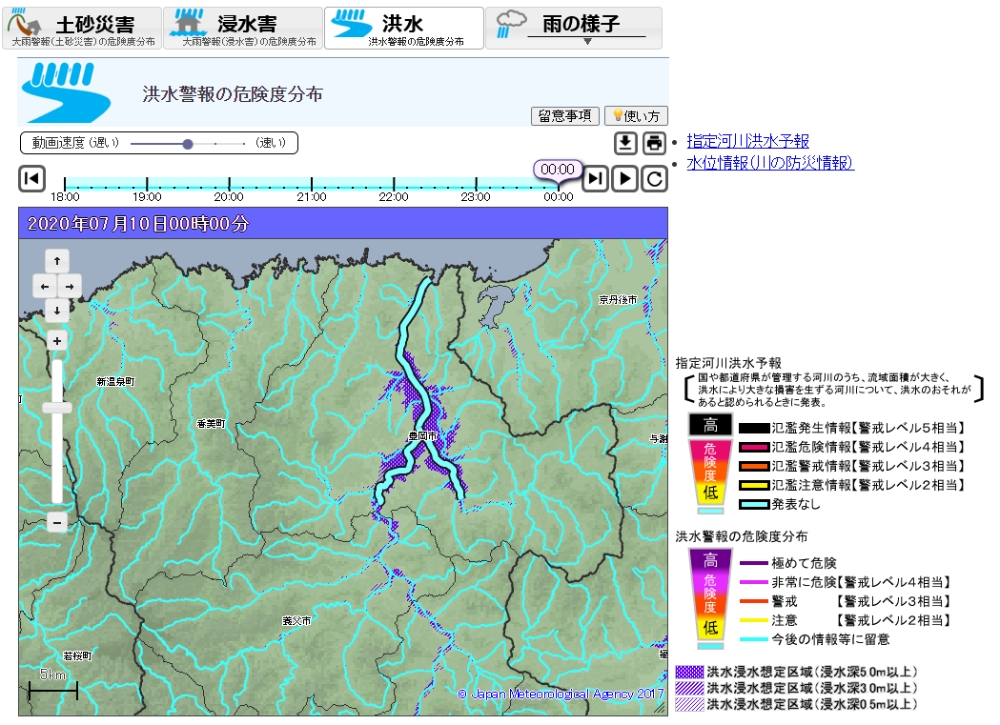 土砂災害
大雨警報(土砂災害)の危険度分布
浸水害
大雨警報(浸水害)の危険度分布
洪水
洪水警報の危険度分布
雨の様子
▼
洪水警報の危険度分布
留意事項
使い方
動画速度 (遅い)
(速い)
指定河川洪水予報
水位情報(川の防災情報)
00:00
18:00
19:00
20:00
21:00
22:00
23:00
00:00
2020年07月10日00時00分
京丹後市
新温泉町
香美町
豊岡市
与謝
養父市
若桜町
福
5km
© Japan Meteorological Agency 2017
指定河川洪水予報
国や都道府県が管理する河川のうち、流域面積が大きく、
洪水により大きな損害を生ずる河川について、洪水のおそれが
あると認められるときに発表。
高
危険度
低
氾濫発生情報【警戒レベル5相当】
氾濫危険情報【警戒レベル4相当】
氾濫警戒情報【警戒レベル3相当】
氾濫注意情報【警戒レベル2相当】
発表なし
洪水警報の危険度分布
高
危険度
低
極めて危険
非常に危険【警戒レベル4相当】
警戒 【警戒レベル3相当】
注意 【警戒レベル2相当】
今後の情報等に留意
洪水浸水想定区域(浸水深5.0m以上)
洪水浸水想定区域(浸水深3.0m以上)
洪水浸水想定区域(浸水深0.5m以上)